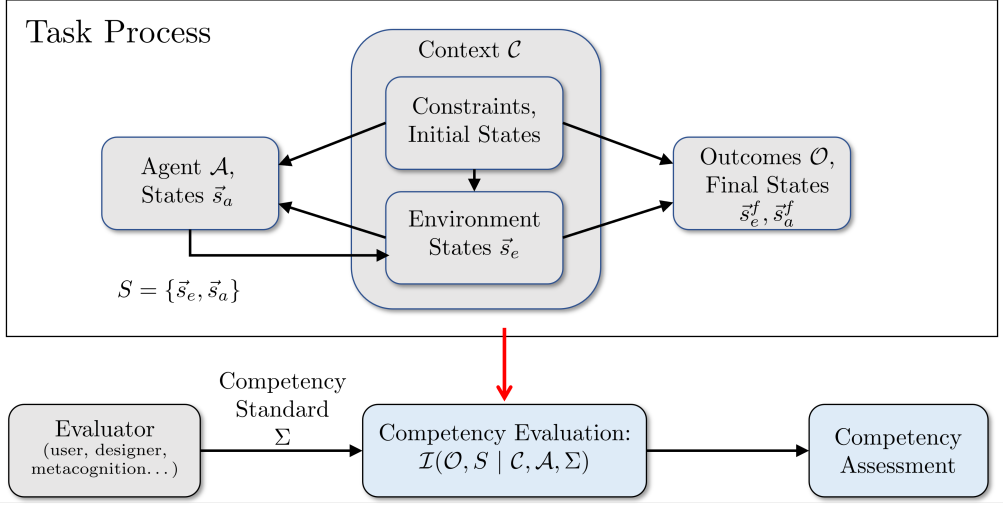 Task Process
Context 𝒞
Constraints,
Initial States
Agent 𝒜,
States s⃗_a
Environment
States s⃗_e
Outcomes 𝒪,
Final States
s⃗_e^f, s⃗_a^f
S = {s⃗_e, s⃗_a}
Evaluator
(user, designer,
metacognition...)
Competency
Standard
Σ
Competency Evaluation:
ℐ(𝒪, S | 𝒞, 𝒜, Σ)
Competency
Assessment